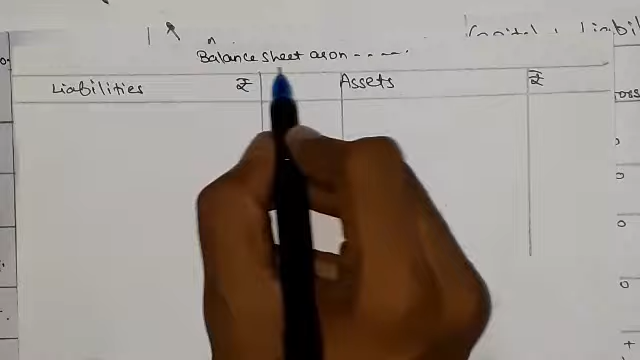 Balance sheet as on - - - - -
Liabilities ₹ Assets ₹